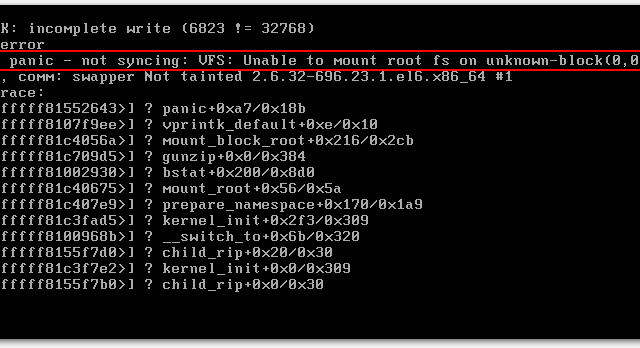 K: incomplete write (6823 != 32768)
error
panic - not syncing: VFS: Unable to mount root fs on unknown-block(0,0
, comm: swapper Not tainted 2.6.32-696.23.1.el6.x86_64 #1
race:
fffff81552643>] ? panic+0xa7/0x18b
fffff8107f9ee>] ? vprintk_default+0xe/0x10
fffff81c4056a>] ? mount_block_root+0x216/0x2cb
fffff81c709d5>] ? gunzip+0x0/0x384
fffff81002930>] ? bstat+0x200/0x8d0
fffff81c40675>] ? mount_root+0x56/0x5a
fffff81c407e9>] ? prepare_namespace+0x170/0x1a9
fffff81c3fad5>] ? kernel_init+0x2f3/0x309
fffff8100968b>] ? __switch_to+0x6b/0x320
fffff8155f7d0>] ? child_rip+0x20/0x30
fffff81c3f7e2>] ? kernel_init+0x0/0x309
fffff8155f7b0>] ? child_rip+0x0/0x30